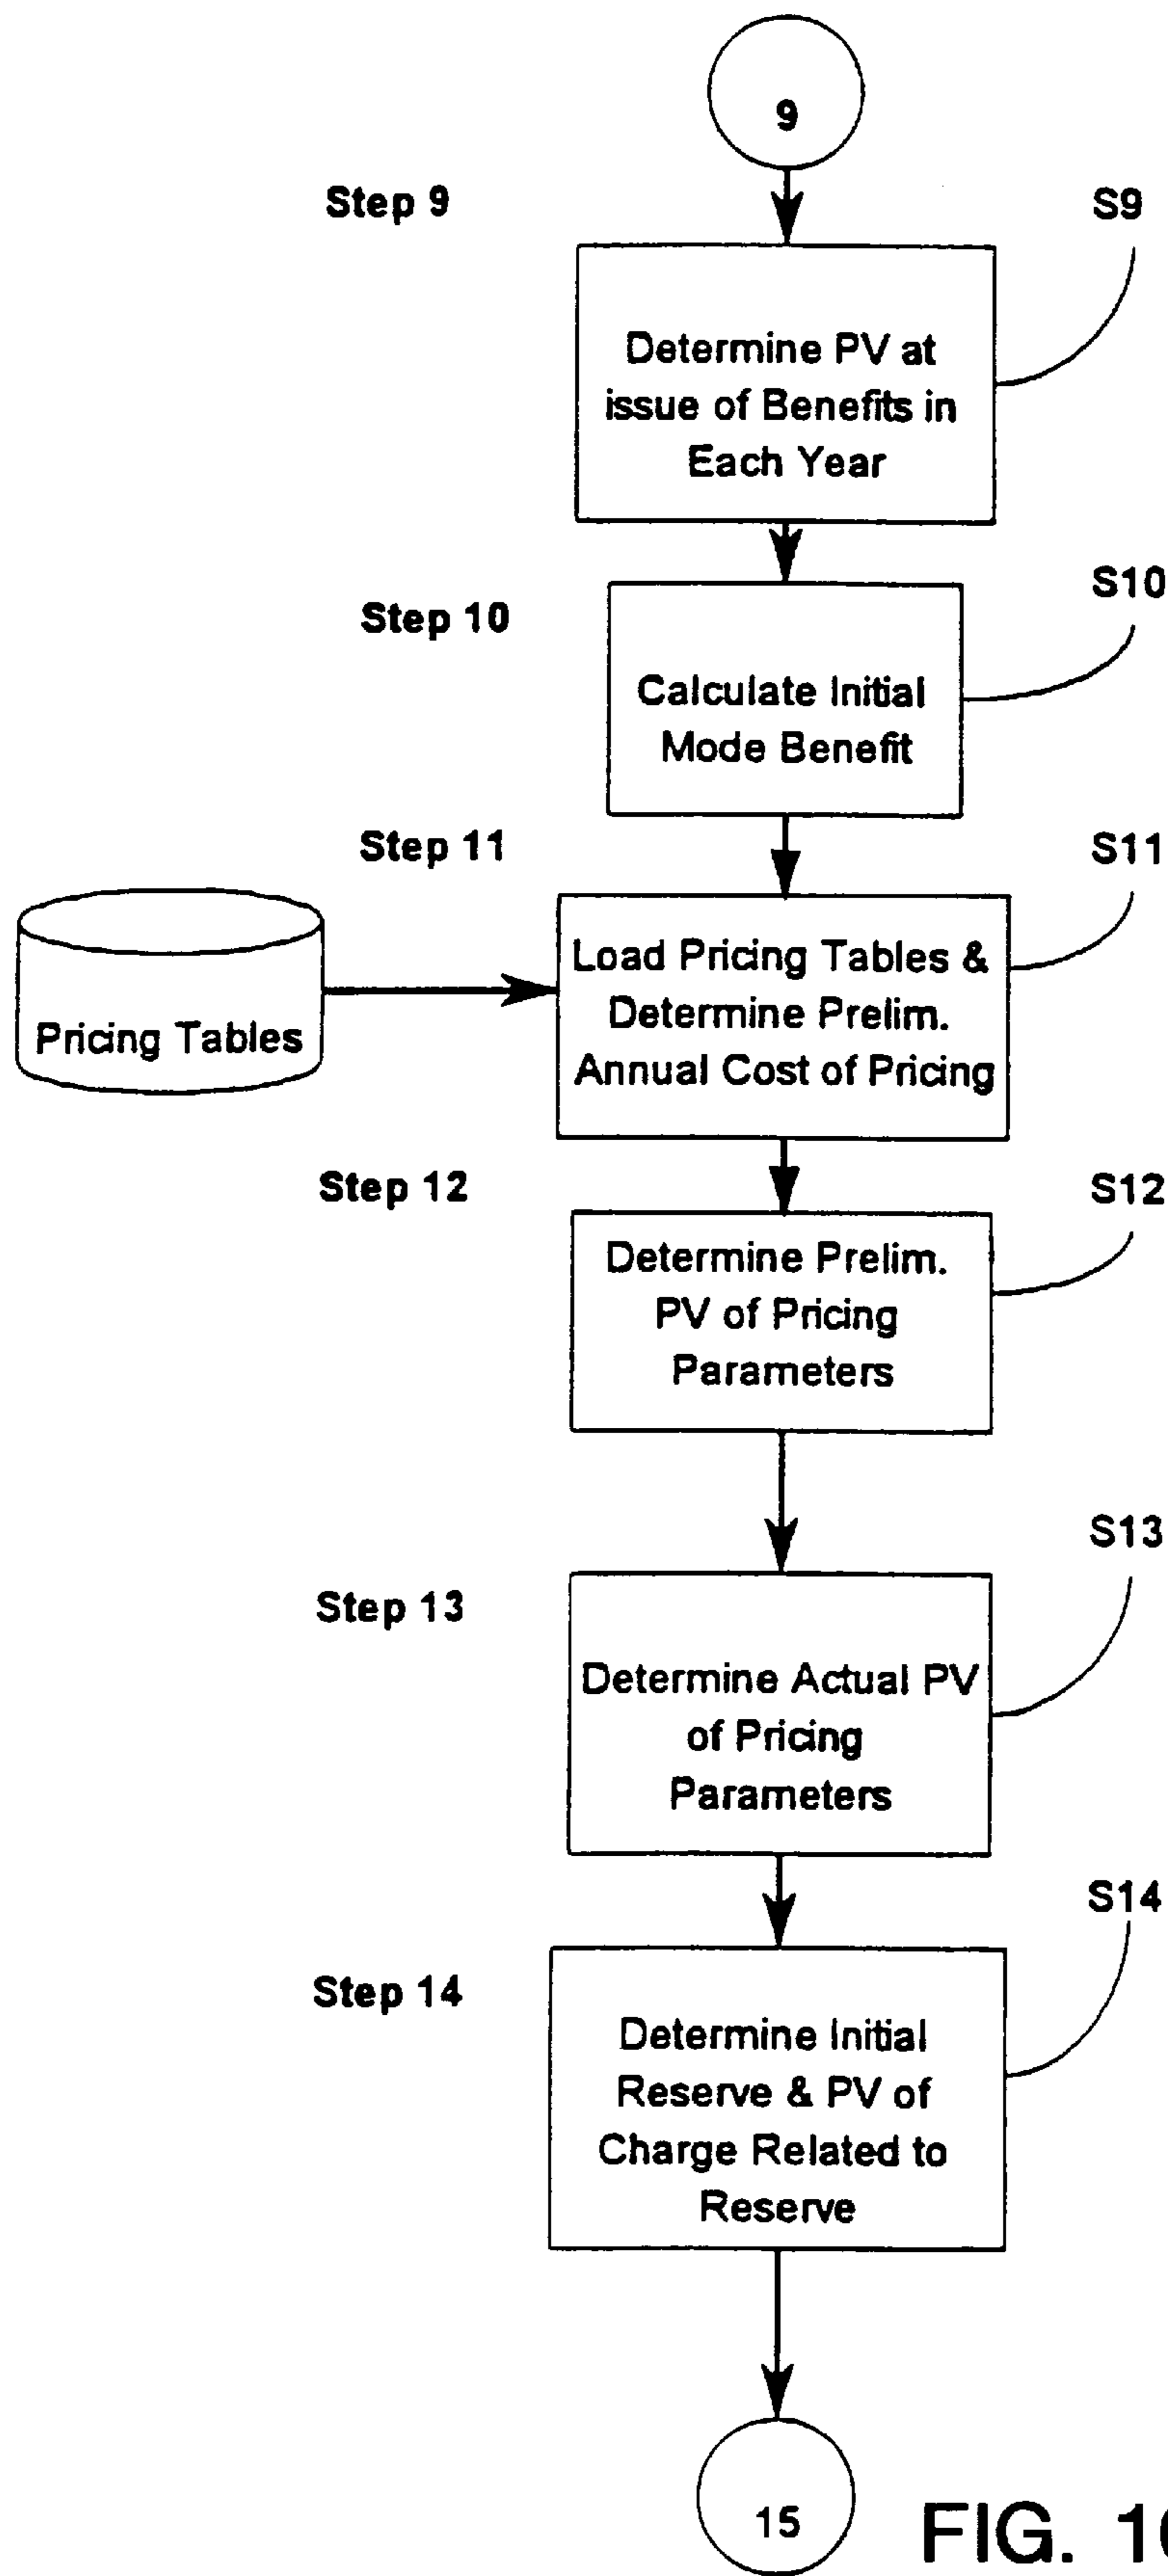 9
Step 9
S9
Determine PV at
issue of Benefits in
Each Year
Step 10
S10
Calculate Initial
Mode Benefit
Step 11
S11
Pricing Tables
Load Pricing Tables &
Determine Prelim.
Annual Cost of Pricing
Step 12
S12
Determine Prelim.
PV of Pricing
Parameters
Step 13
S13
Determine Actual PV
of Pricing
Parameters
Step 14
S14
Determine Initial
Reserve & PV of
Charge Related to
Reserve
15
FIG.